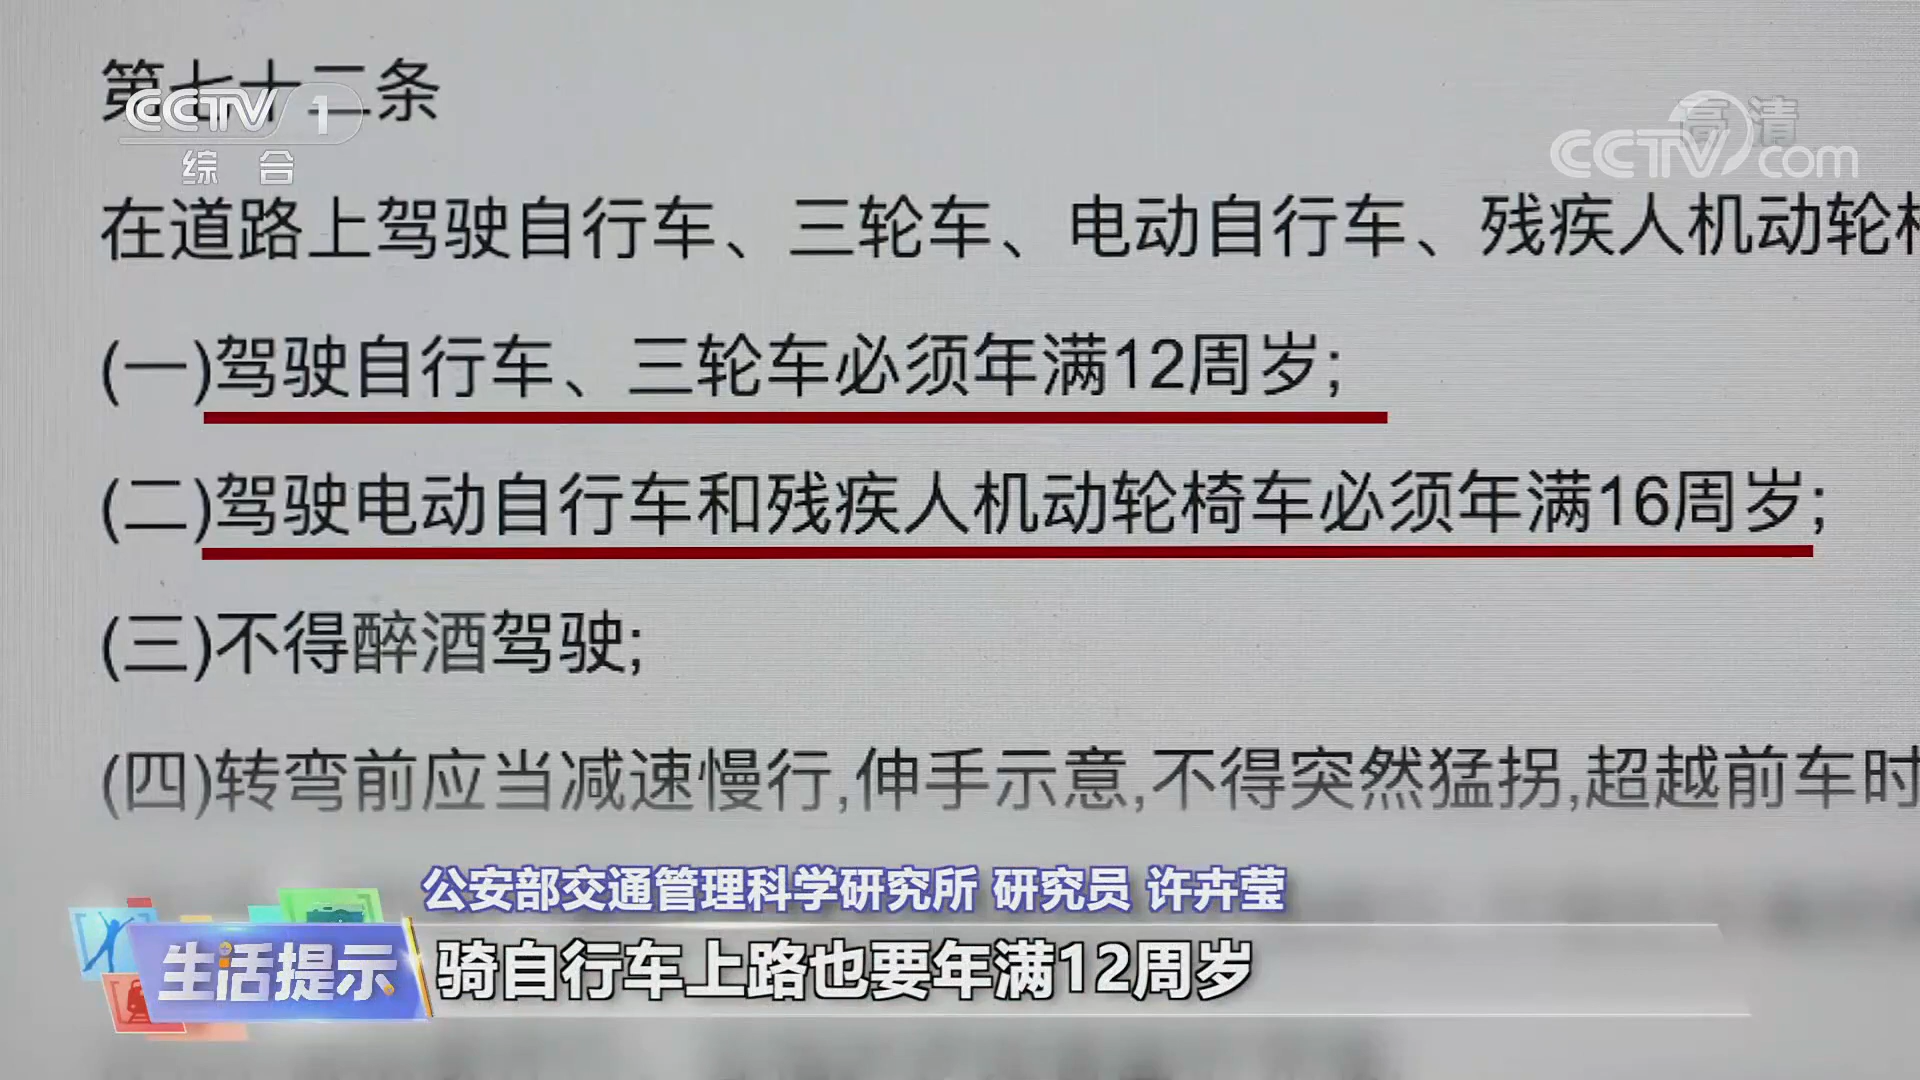 第七十二条
CCTV 1
综合
高清
CCTV com
在道路上驾驶自行车、三轮车、电动自行车、残疾人机动轮椅
(一)驾驶自行车、三轮车必须年满12周岁;
(二)驾驶电动自行车和残疾人机动轮椅车必须年满16周岁;
(三)不得醉酒驾驶;
(四)转弯前应当减速慢行,伸手示意,不得突然猛拐,超越前车时
公安部交通管理科学研究所 研究员 许卉莹
生活提示
骑自行车上路也要年满12周岁